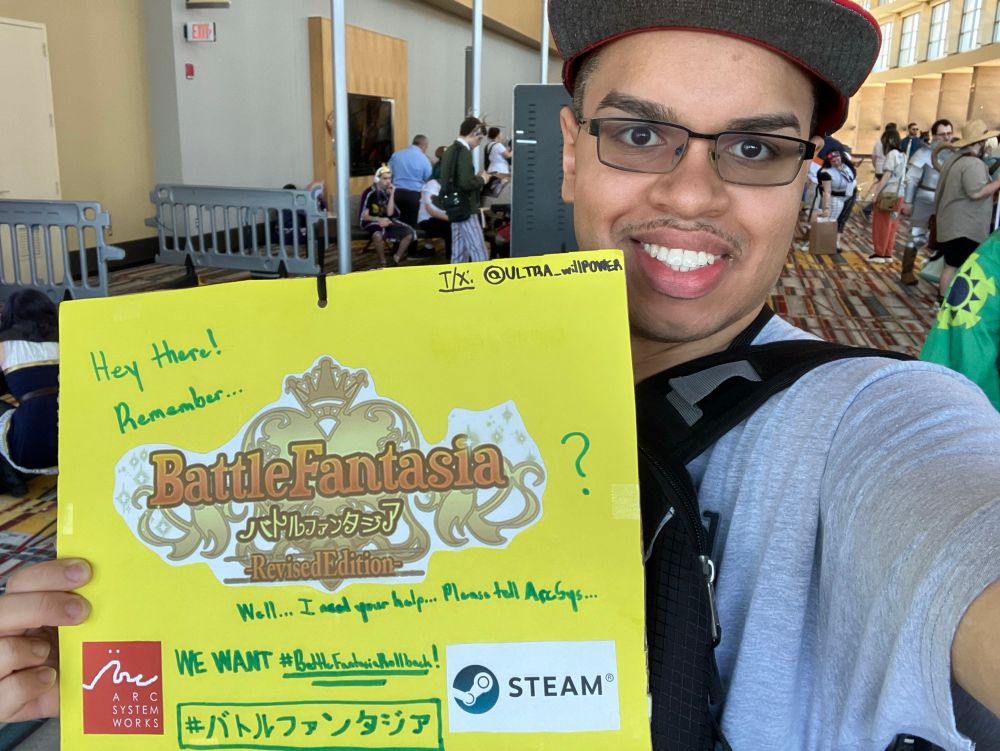 EXIT
T/X: @ULTRA_willPOWER
Hey there!
Remember...
BattleFantasia
バトルファンタジア
-RevisedEdition-
?
Well... I need your help... Please tell ArcSys...
WE WANT #BattleFantasiaRollback!
#バトルファンタジア
ARC
SYSTEM
WORKS
STEAM®